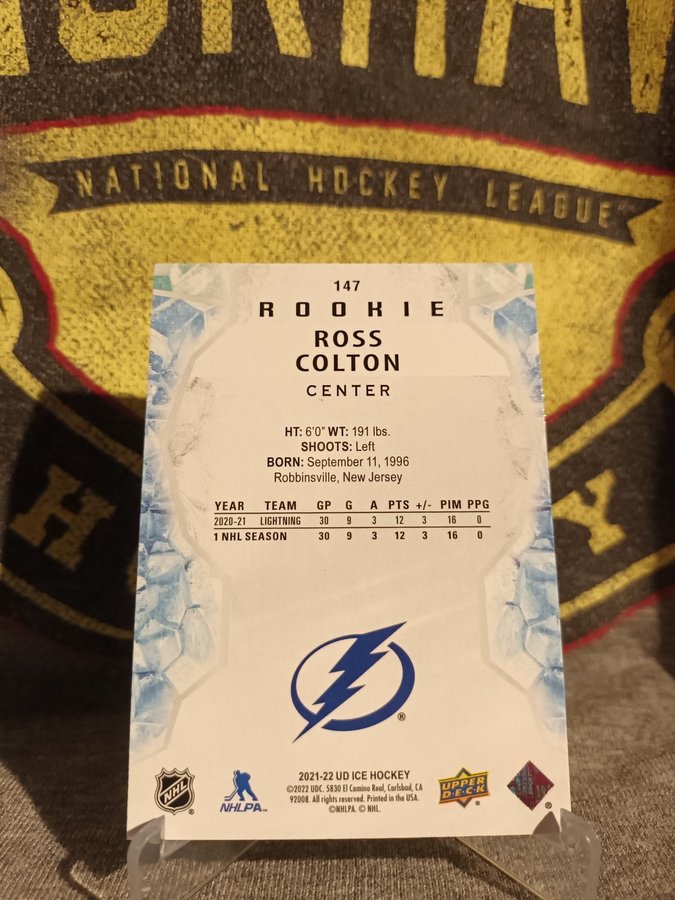 NATIONAL HOCKEY LEAGUE
147
ROOKIE
ROSS
COLTON
CENTER
HT: 6'0" WT: 191 lbs.
SHOOTS: Left
BORN: September 11, 1996
Robbinsville, New Jersey
YEAR TEAM GP G A PTS +/- PIM PPG
2020-21 LIGHTNING 30 9 3 12 3 16 0
1 NHL SEASON 30 9 3 12 3 16 0
®
2021-22 UD ICE HOCKEY
©2022 UDC. 5830 El Camino Real, Carlsbad, CA
92008. All rights reserved. Printed in the USA.
©NHLPA. © NHL.
NHL
NHLPA
UPPER
DECK